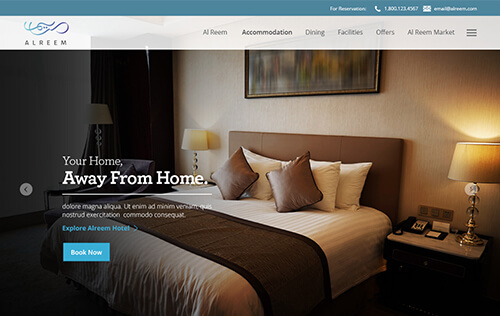 For Reservation: 1.800.123.4567 email@alreem.com
ALREEM
Al Reem Accommodation Dining Facilities Offers Al Reem Market
Your Home,
Away From Home.
dolore magna aliqua. Ut enim ad minim veniam, quis
nostrud exercitation commodo consequat.
Explore Alreem Hotel >
Book Now